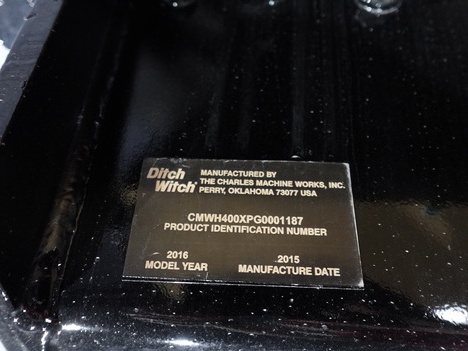 Ditch Witch
MANUFACTURED BY
THE CHARLES MACHINE WORKS, INC.
PERRY, OKLAHOMA 73077 USA
CMWH400XPG0001187
PRODUCT IDENTIFICATION NUMBER
2016
MODEL YEAR
2015
MANUFACTURE DATE